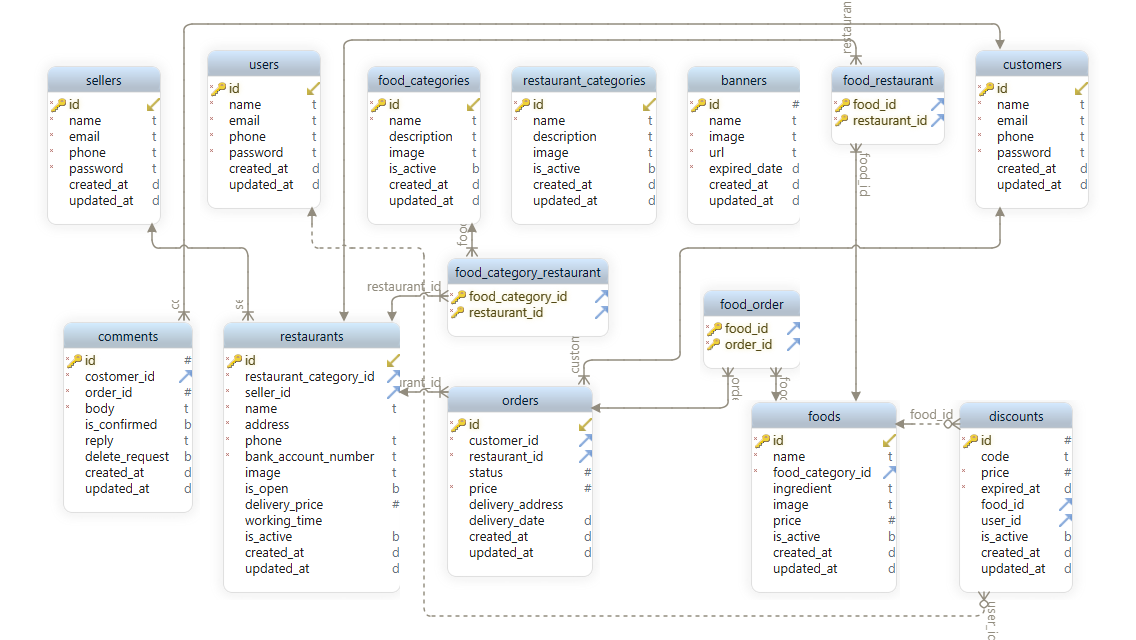 restauran
sellers
id
name t
email t
phone t
password t
created_at d
updated_at d
users
id
name t
email t
phone t
password t
created_at d
updated_at d
food_categories
id
name t
description t
image t
is_active b
created_at d
updated_at d
restaurant_categories
id
name t
description t
image t
is_active b
created_at d
updated_at d
banners
id #
name t
image t
url t
expired_date d
created_at d
updated_at d
food_restaurant
food_id
restaurant_id
food_id
customers
id
name t
email t
phone t
password t
created_at d
updated_at d
foo
food_category_restaurant
food_category_id
restaurant_id
restaurant_id
food_order
food_id
order_id
orde
food
co
se
comments
id #
costomer_id
order_id #
body t
is_confirmed b
reply t
delete_request b
created_at d
updated_at d
restaurants
id
restaurant_category_id
seller_id
name t
address
phone t
bank_account_number t
image t
is_open b
delivery_price #
working_time
is_active b
created_at d
updated_at d
urant_id
custom
orders
id
customer_id
restaurant_id
status #
price #
delivery_address
delivery_date d
created_at d
updated_at d
foods
id
name t
food_category_id
ingredient t
image t
price #
is_active b
created_at d
updated_at d
food_id
discounts
id #
code t
price #
expired_at d
food_id
user_id
is_active b
created_at d
updated_at d
user_id